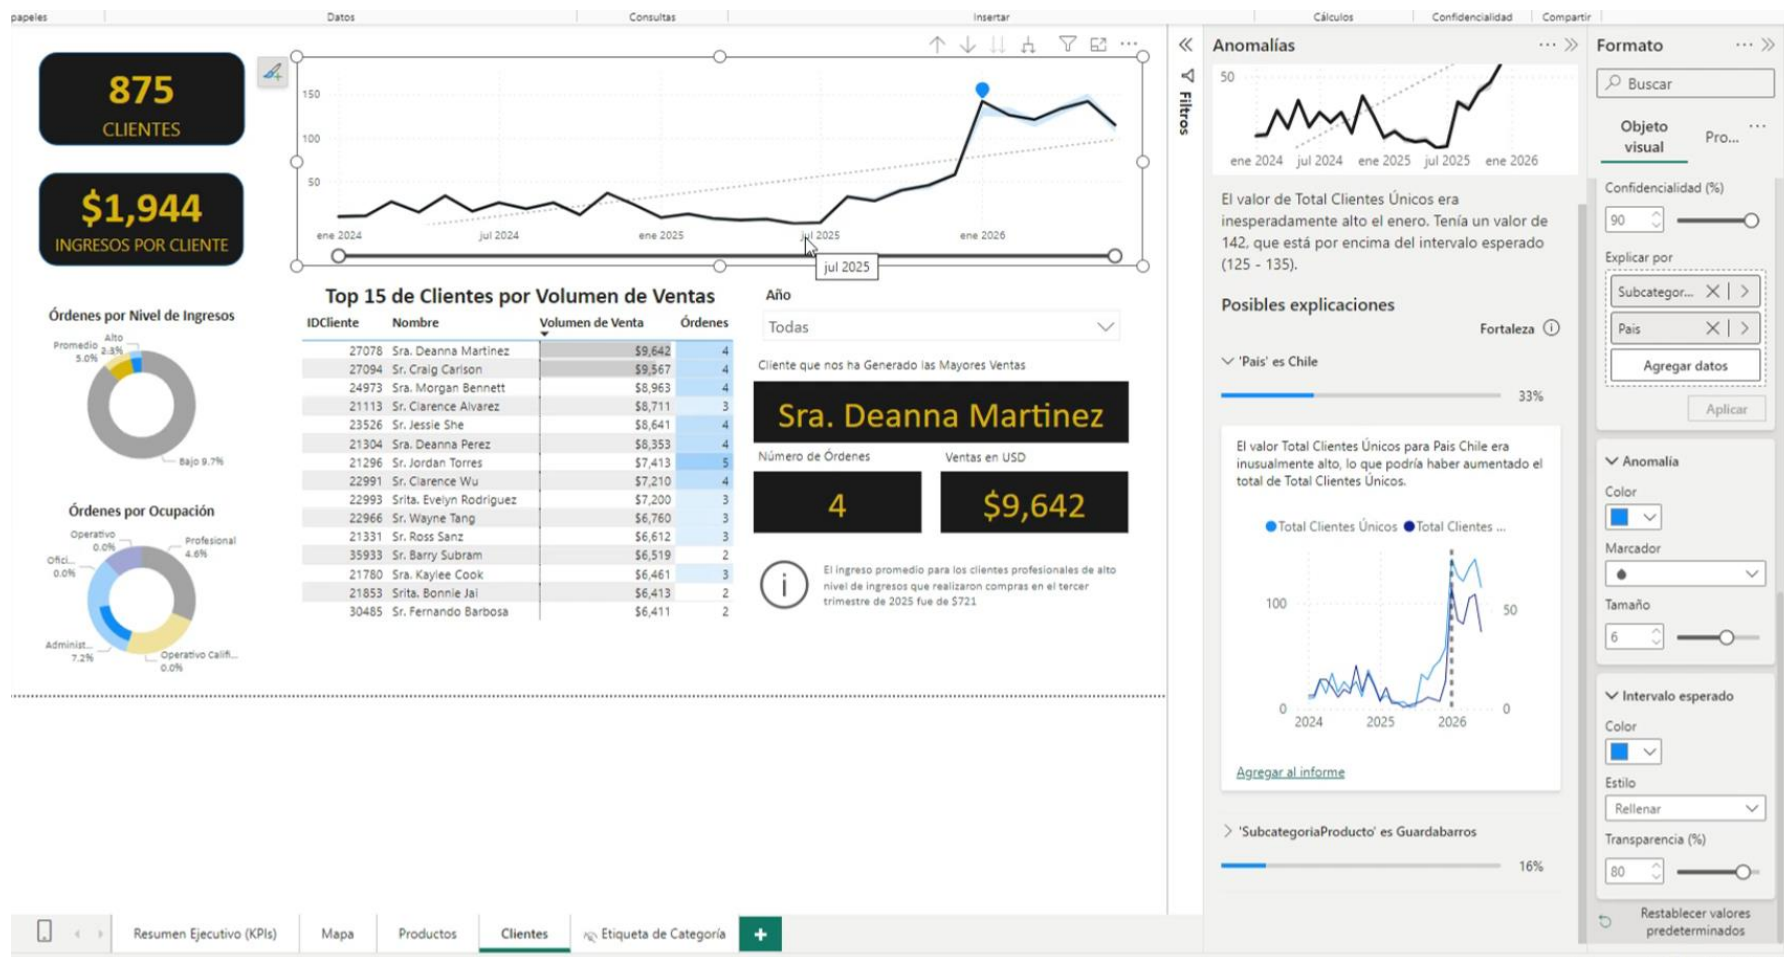 papeles
Datos
Consultas
Insertar
Cálculos
Confidencialidad
Compartir
875
CLIENTES
$1,944
INGRESOS POR CLIENTE
150
100
50
ene 2024
jul 2024
ene 2025
jul 2025
ene 2026
jul 2025
Órdenes por Nivel de Ingresos
Alto
2.3%
Promedio
5.0%
Bajo 9.7%
Órdenes por Ocupación
Operativo
0.0%
Profesional
4.6%
Ofici...
0.0%
Administ...
7.2%
Operativo Califi...
0.0%
Top 15 de Clientes por Volumen de Ventas
IDCliente Nombre Volumen de Venta Órdenes
27078 Sra. Deanna Martinez $9,642 4
27094 Sr. Craig Carlson $9,567 4
24973 Sra. Morgan Bennett $8,963 4
21113 Sr. Clarence Alvarez $8,711 3
23526 Sr. Jessie She $8,641 4
21304 Sra. Deanna Perez $8,353 4
21296 Sr. Jordan Torres $7,413 5
22991 Sr. Clarence Wu $7,210 4
22993 Srita. Evelyn Rodriguez $7,200 3
22966 Sr. Wayne Tang $6,760 3
21331 Sr. Ross Sanz $6,612 3
35933 Sr. Barry Subram $6,519 2
21780 Sra. Kaylee Cook $6,461 3
21853 Srita. Bonnie Jai $6,413 2
30485 Sr. Fernando Barbosa $6,411 2
Año
Todas
Cliente que nos ha Generado las Mayores Ventas
Sra. Deanna Martinez
Número de Órdenes
Ventas en USD
4
$9,642
El ingreso promedio para los clientes profesionales de alto
nivel de ingresos que realizaron compras en el tercer
trimestre de 2025 fue de $721
Filtros
Anomalías
50
ene 2024 jul 2024 ene 2025 jul 2025 ene 2026
El valor de Total Clientes Únicos era
inesperadamente alto el enero. Tenía un valor de
142, que está por encima del intervalo esperado
(125 - 135).
Posibles explicaciones
Fortaleza
'Pais' es Chile
33%
El valor Total Clientes Únicos para Pais Chile era
inusualmente alto, lo que podría haber aumentado el
total de Total Clientes Únicos.
Total Clientes Únicos Total Clientes ...
100
50
0
0
2024
2025
2026
Agregar al informe
'SubcategoriaProducto' es Guardabarros
16%
Formato
Buscar
Objeto
visual
Pro...
Confidencialidad (%)
90
Explicar por
Subcategor...
Pais
Agregar datos
Aplicar
Anomalía
Color
Marcador
Tamaño
6
Intervalo esperado
Color
Estilo
Rellenar
Transparencia (%)
80
Restablecer valores
predeterminados
Resumen Ejecutivo (KPIs)
Mapa
Productos
Clientes
Etiqueta de Categoría